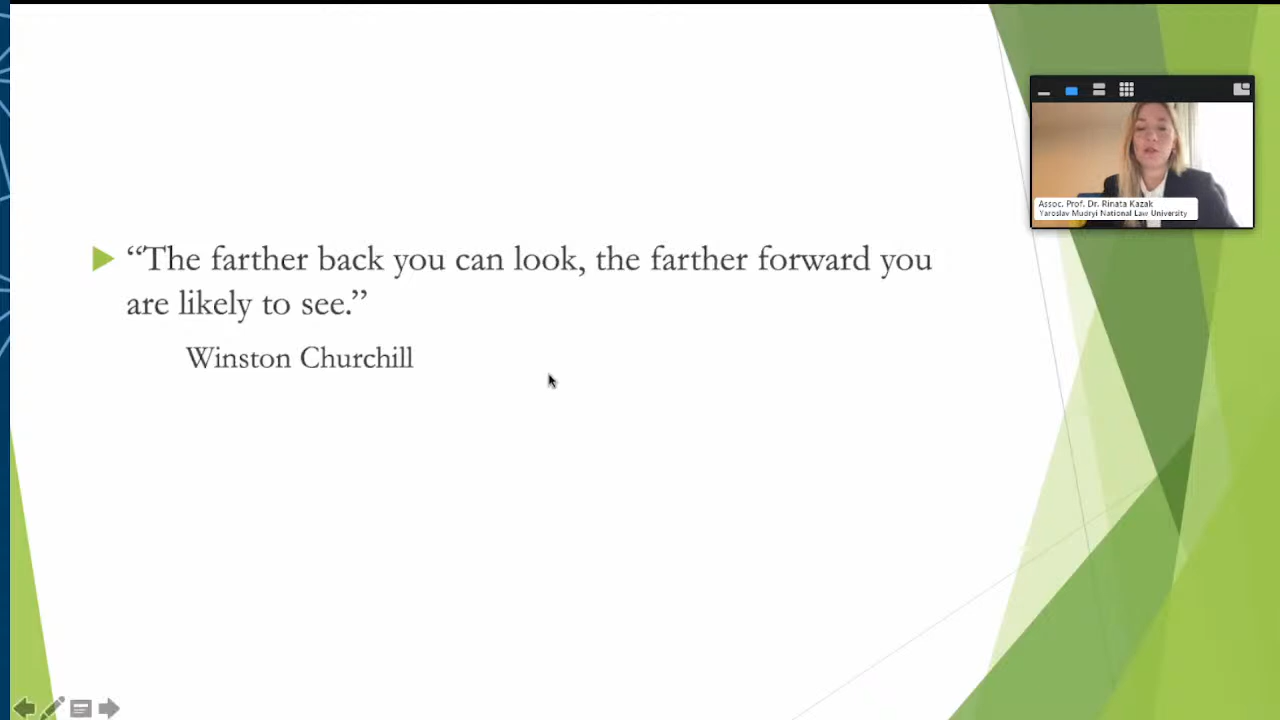 “The farther back you can look, the farther forward you
are likely to see.”
Winston Churchill
Assoc. Prof. Dr. Rinata Kazak
Yaroslav Mudryi National Law University